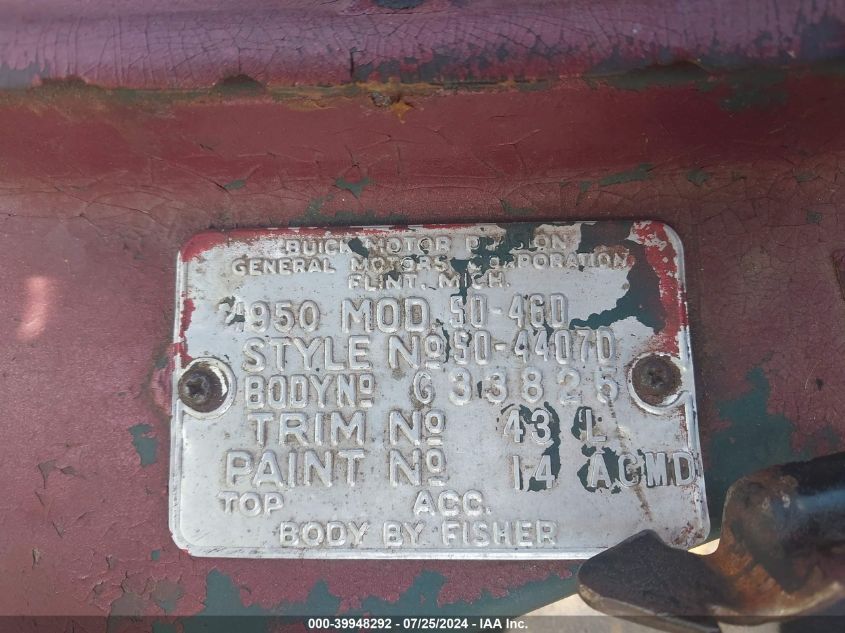 BUICK MOTOR DIVISION
GENERAL MOTORS CORPORATION
FLINT, MICH.
1950 MOD. 50-46D
STYLE Nº 50-4407D
BODY Nº G33825
TRIM Nº 43 L
PAINT Nº 14 ACMD
TOP ACC.
BODY BY FISHER
000-39948292 - 07/25/2024 - IAA Inc.